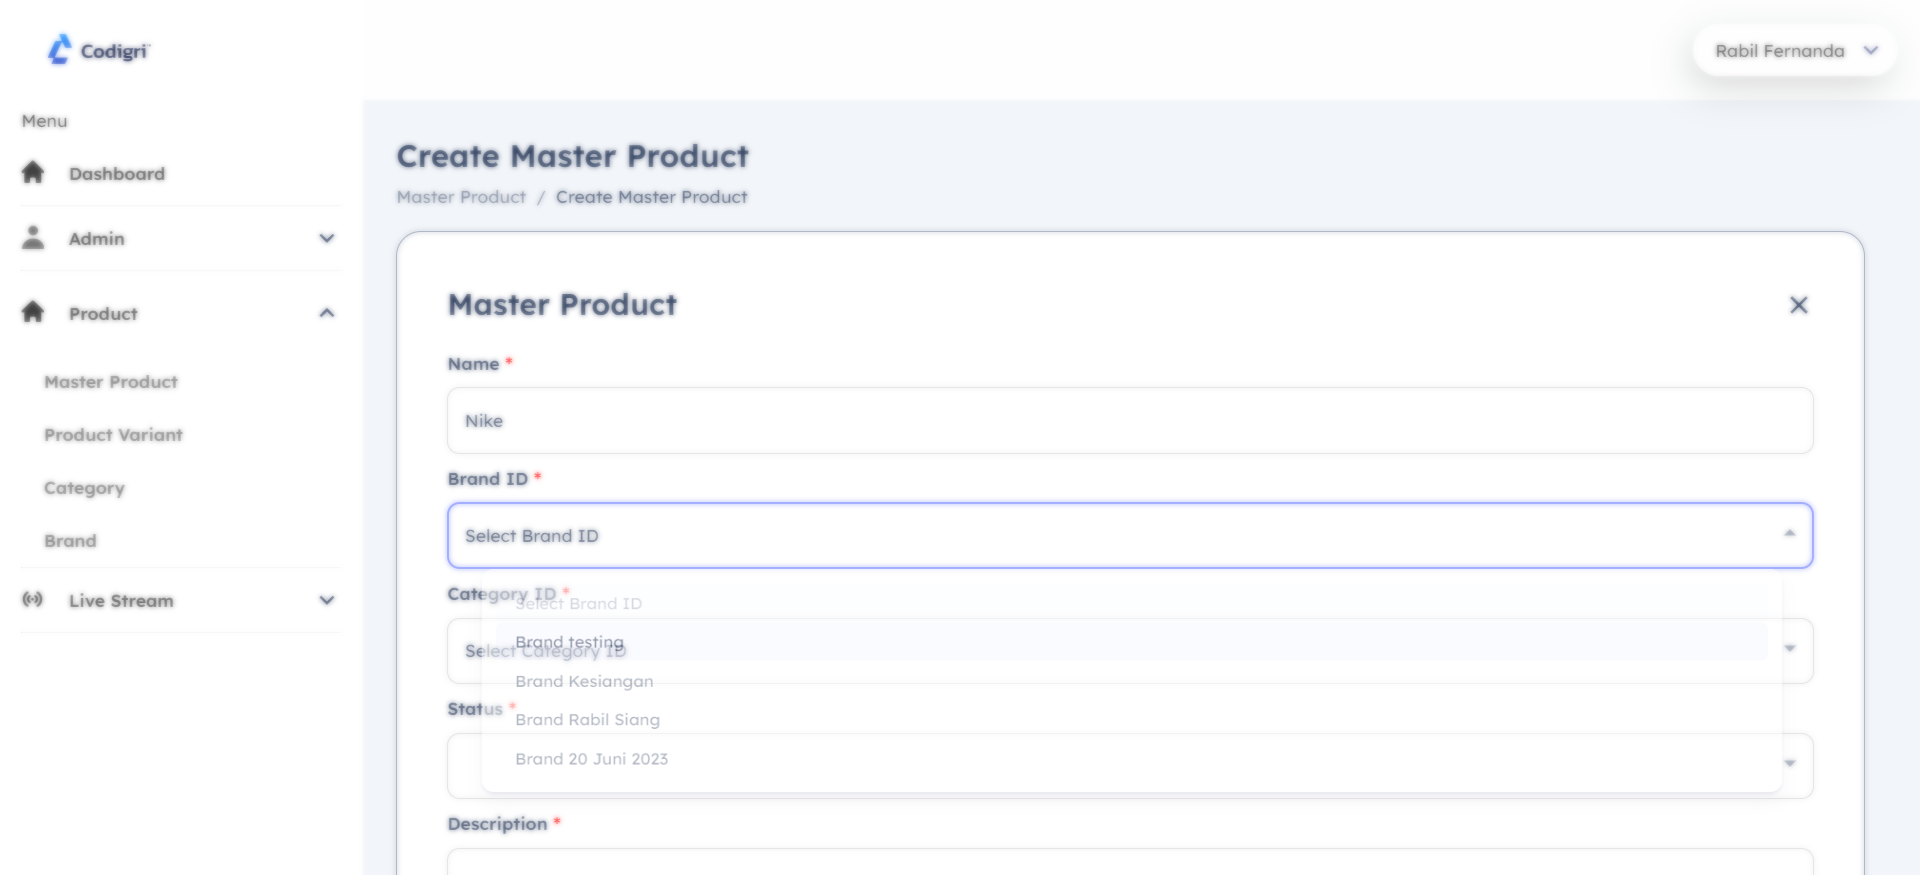 Codigri
Rabil Fernanda
Menu
Dashboard
Admin
Product
Master Product
Product Variant
Category
Brand
Live Stream
Create Master Product
Master Product / Create Master Product
Master Product
Name *
Nike
Brand ID *
Select Brand ID
Category ID *
Select Brand ID
Brand testing
Select Category ID
Brand Kesiangan
Status *
Brand Rabil Siang
Brand 20 Juni 2023
Description *